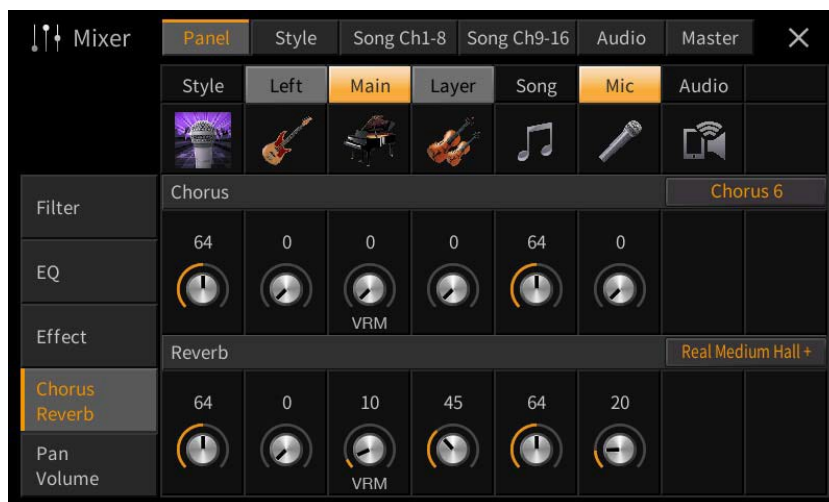 Mixer
Panel Style Song Ch1-8 Song Ch9-16 Audio Master
Style Left Main Layer Song Mic Audio
Chorus Chorus 6
Filter
64 0 0 0 64 0
EQ
VRM
Effect
Reverb Real Medium Hall +
Chorus
Reverb
64 0 10 45 64 20
Pan
Volume
VRM